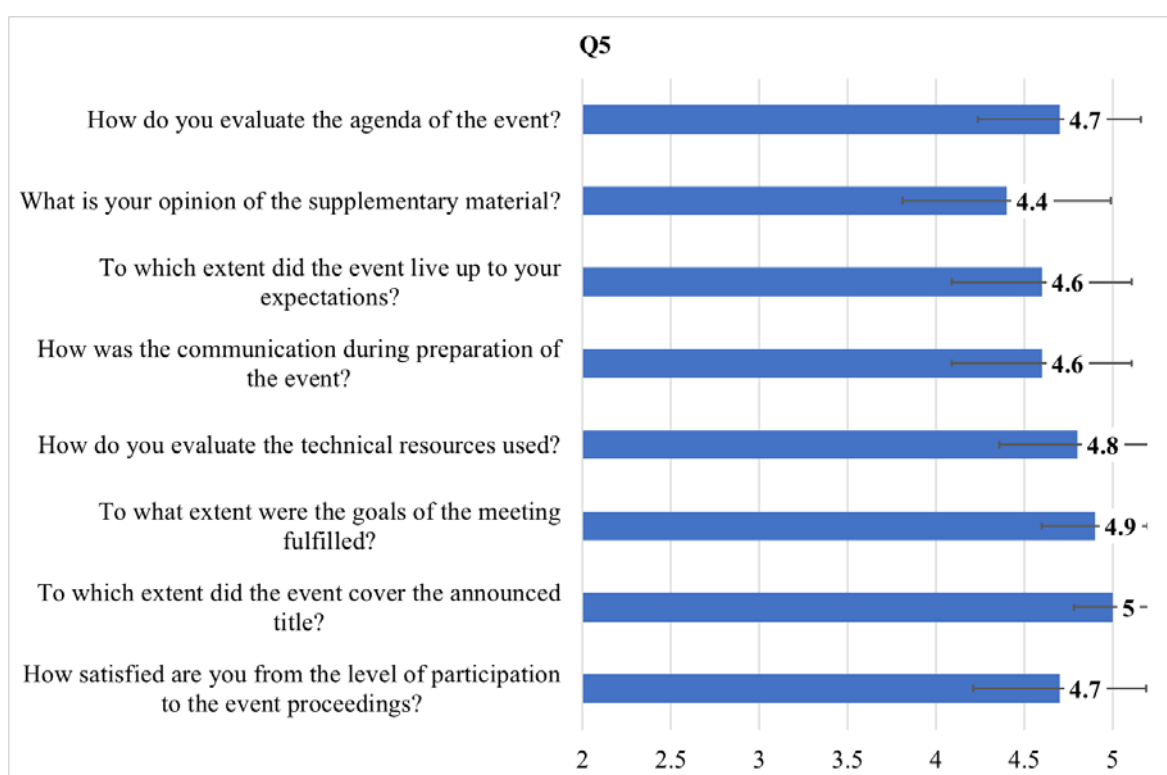 Q5
How do you evaluate the agenda of the event?
4.7
What is your opinion of the supplementary material?
4.4
To which extent did the event live up to your
expectations?
4.6
How was the communication during preparation of
the event?
4.6
How do you evaluate the technical resources used?
4.8
To what extent were the goals of the meeting
fulfilled?
4.9
To which extent did the event cover the announced
title?
5
How satisfied are you from the level of participation
to the event proceedings?
4.7
2 2.5 3 3.5 4 4.5 5